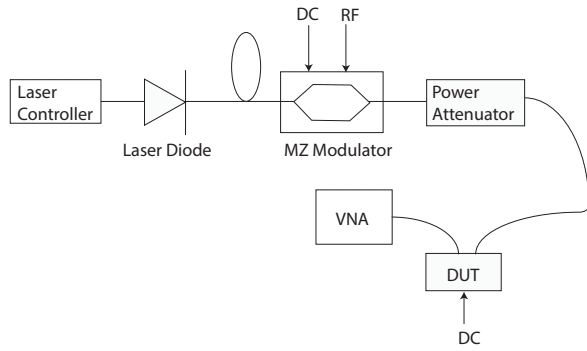 DC
RF
Laser
Controller
Laser Diode
MZ Modulator
Power
Attenuator
VNA
DUT
DC